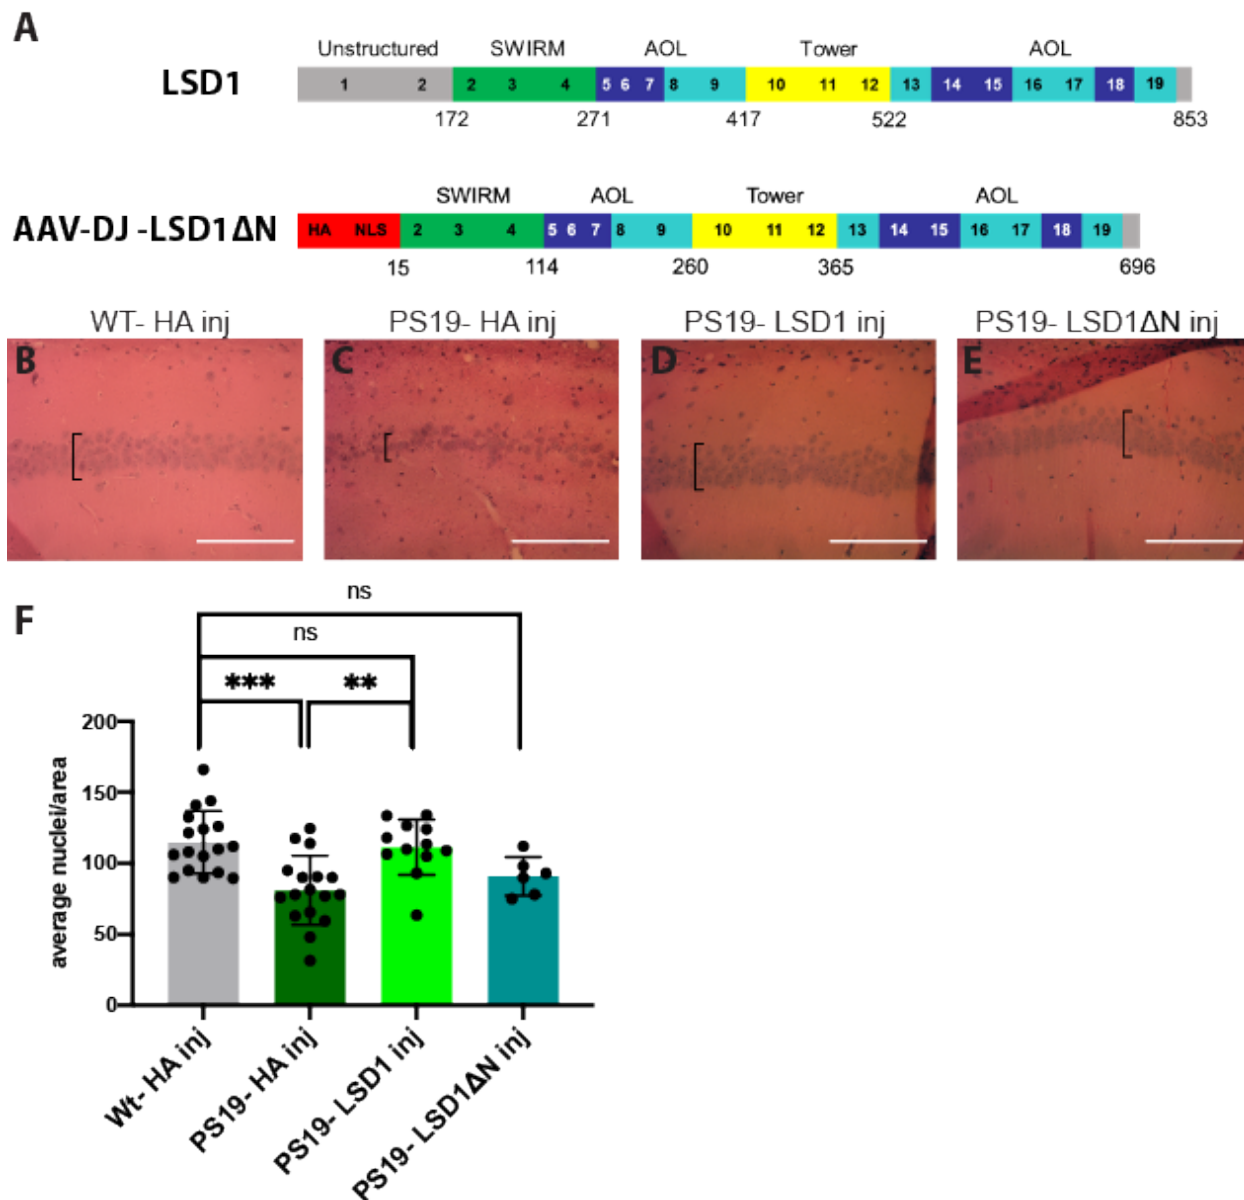 A
Unstructured SWIRM AOL Tower AOL
LSD1
1 2 2 3 4 5 6 7 8 9 10 11 12 13 14 15 16 17 18 19
172 271 417 522 853
SWIRM AOL Tower AOL
AAV-DJ -LSD1ΔN
HA NLS 2 3 4 5 6 7 8 9 10 11 12 13 14 15 16 17 18 19
15 114 260 365 696
WT- HA inj PS19- HA inj PS19- LSD1 inj PS19- LSD1ΔN inj
B C D E
F
ns
ns
*** **
200
150
100
50
0
average nuclei/area
Wt- HA inj
PS19- HA inj
PS19- LSD1 inj
PS19- LSD1ΔN inj